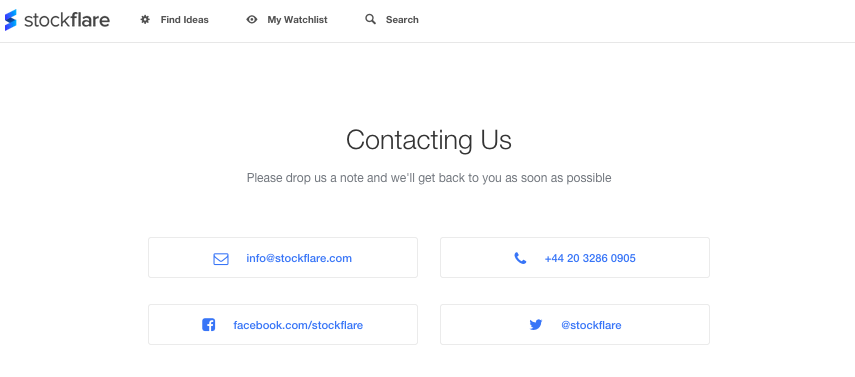 stockflare Find Ideas My Watchlist Search
Contacting Us
Please drop us a note and we'll get back to you as soon as possible
info@stockflare.com +44 20 3286 0905
facebook.com/stockflare @stockflare